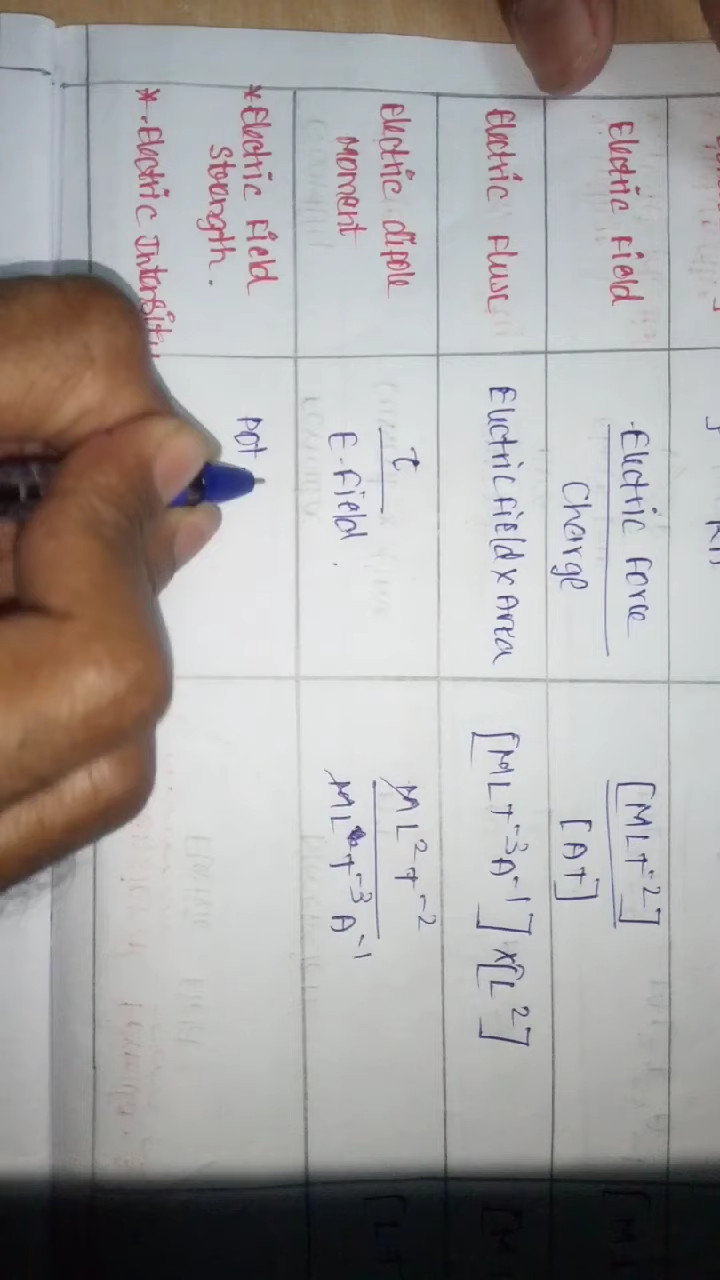 Electric Field
Electric Force
Charge
[MLT⁻²]
[AT]
Electric Flux
Electric Field x Area
[MLT⁻³A⁻¹] x [L²]
Electric dipole
Moment
τ
E-Field.
ML²T⁻²
MLT⁻³A⁻¹
*Electric Field
Strength.
*Electric Intensity
Pot